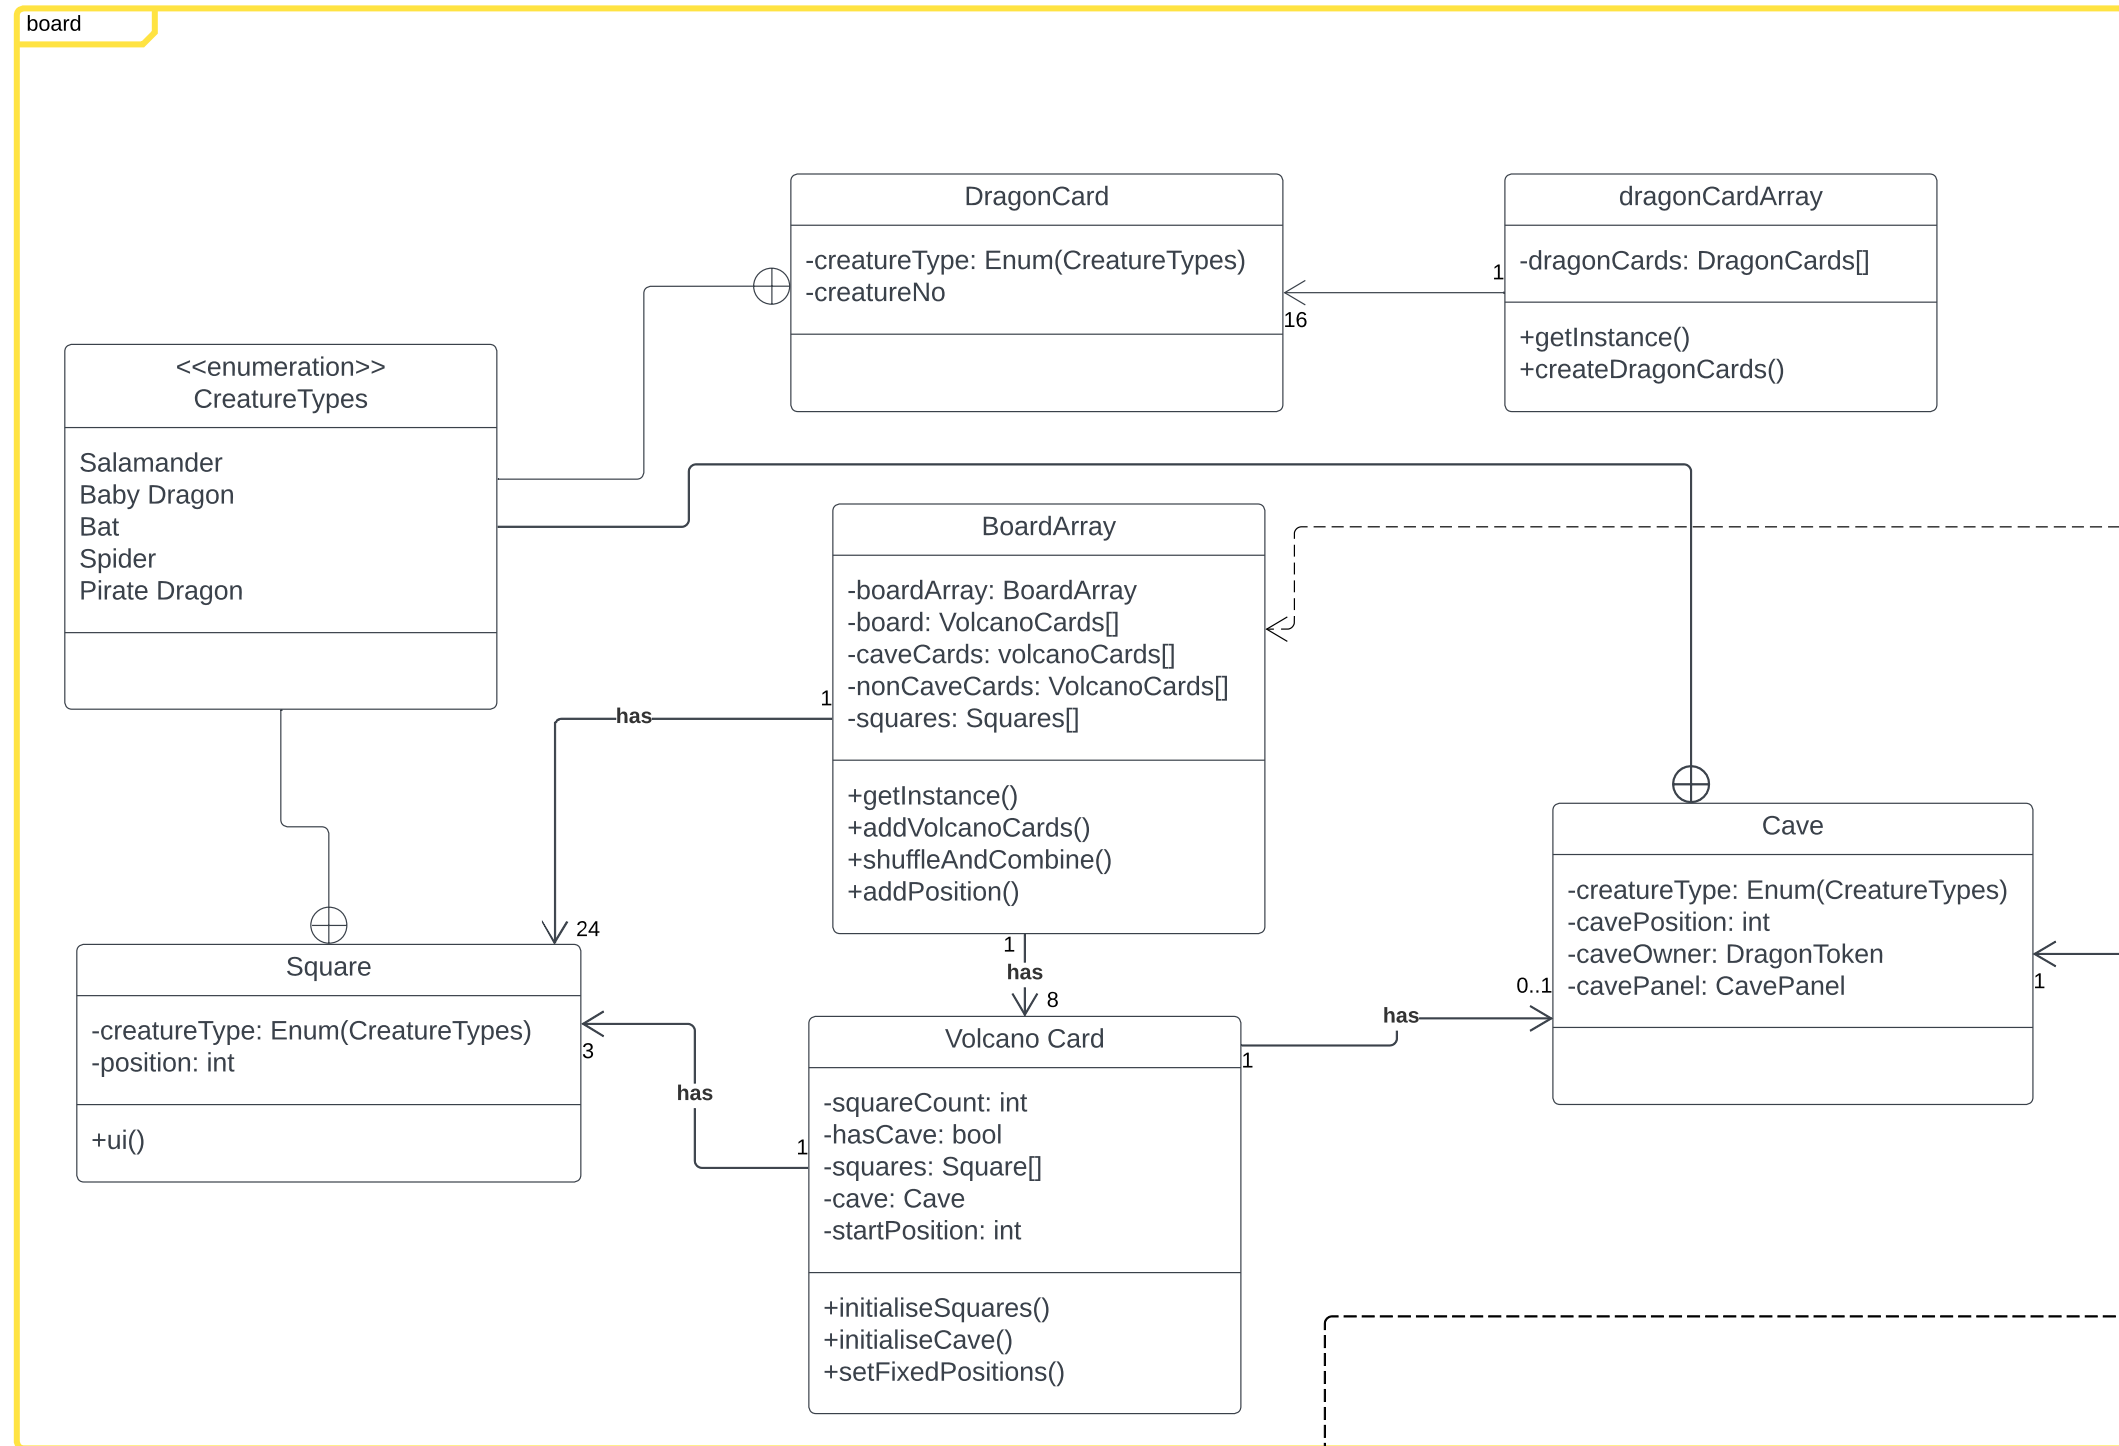 board
DragonCard
-creatureType: Enum(CreatureTypes)
-creatureNo
16
dragonCardArray
-dragonCards: DragonCards[]
1
+getInstance()
+createDragonCards()
<<enumeration>>
CreatureTypes
Salamander
Baby Dragon
Bat
Spider
Pirate Dragon
BoardArray
-boardArray: BoardArray
-board: VolcanoCards[]
-caveCards: volcanoCards[]
-nonCaveCards: VolcanoCards[]
-squares: Squares[]
1
has
24
+getInstance()
+addVolcanoCards()
+shuffleAndCombine()
+addPosition()
1
has
8
Cave
-creatureType: Enum(CreatureTypes)
-cavePosition: int
-caveOwner: DragonToken
-cavePanel: CavePanel
0..1
1
has
1
Square
-creatureType: Enum(CreatureTypes)
-position: int
+ui()
3
has
1
Volcano Card
-squareCount: int
-hasCave: bool
-squares: Square[]
-cave: Cave
-startPosition: int
+initialiseSquares()
+initialiseCave()
+setFixedPositions()